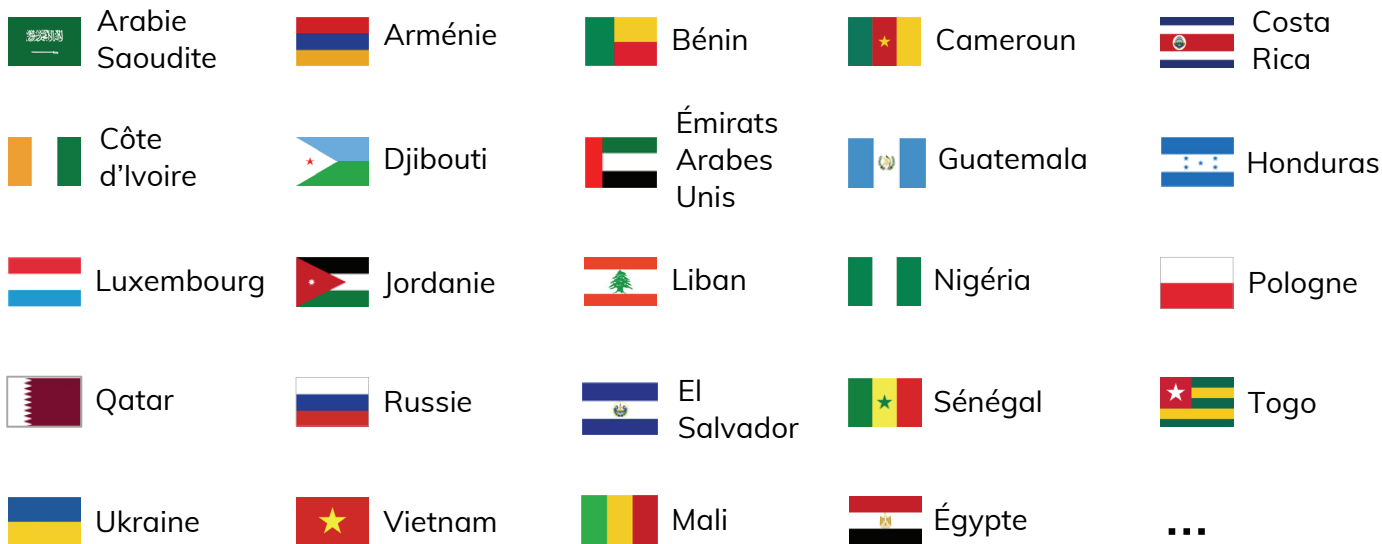 Arabie
Saoudite
Arménie
Bénin
Cameroun
Costa
Rica
Côte
d'Ivoire
Djibouti
Émirats
Arabes
Unis
Guatemala
Honduras
Luxembourg
Jordanie
Liban
Nigéria
Pologne
Qatar
Russie
El
Salvador
Sénégal
Togo
Ukraine
Vietnam
Mali
Égypte
...